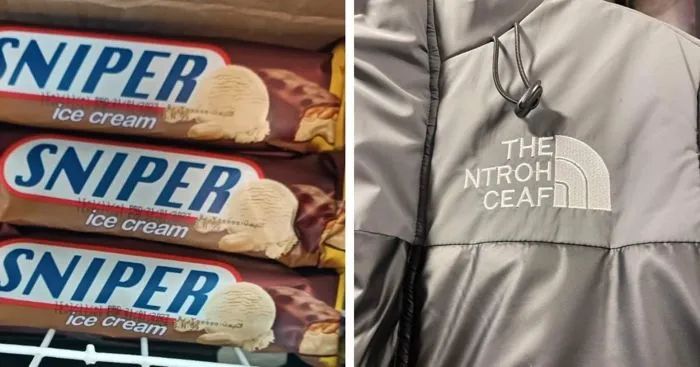 SNIPER
ice cream
SNIPER
ice cream
SNIPER
ice cream
THE
NTROH
CEAF